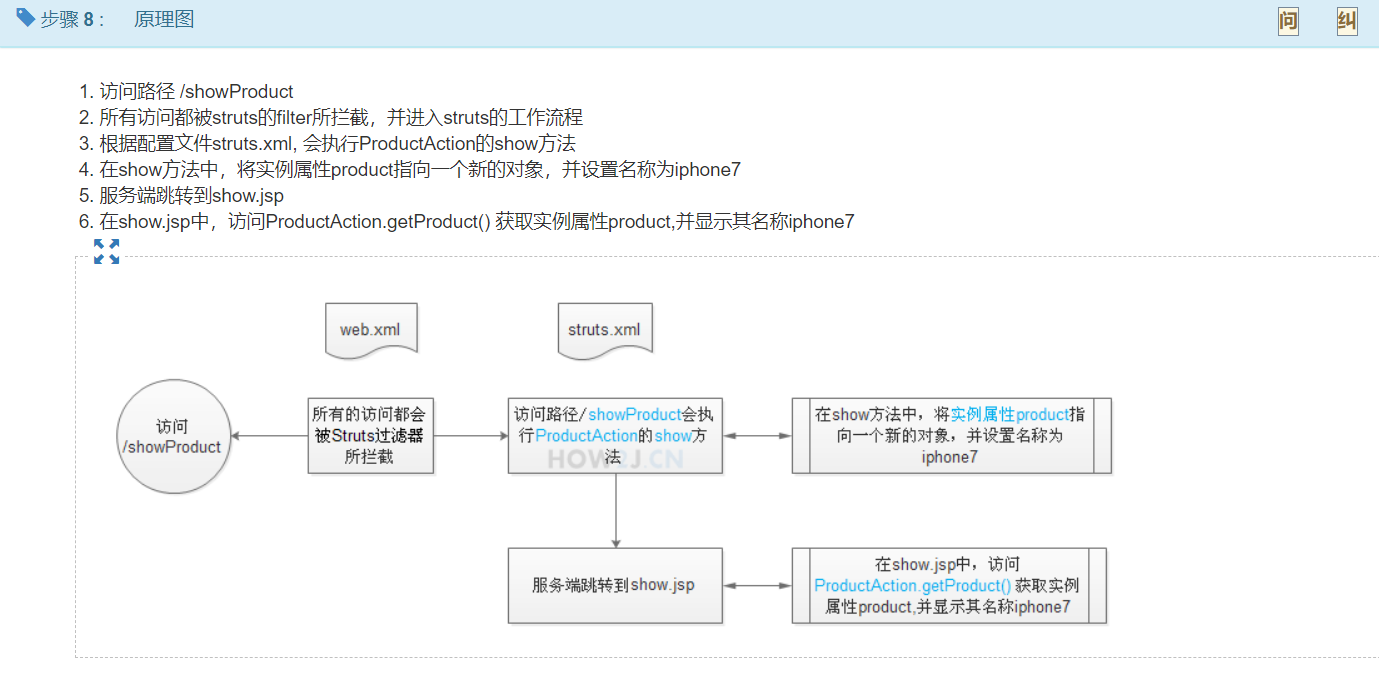 步骤 8 : 原理图
问 纠
1. 访问路径 /showProduct
2. 所有访问都被struts的filter所拦截，并进入struts的工作流程
3. 根据配置文件struts.xml, 会执行ProductAction的show方法
4. 在show方法中，将实例属性product指向一个新的对象，并设置名称为iphone7
5. 服务端跳转到show.jsp
6. 在show.jsp中，访问ProductAction.getProduct() 获取实例属性product,并显示其名称iphone7
web.xml
struts.xml
访问
/showProduct
所有的访问都会
被Struts过滤器
所拦截
访问路径/showProduct会执
行ProductAction的show方
法
HOW2J.CN
在show方法中，将实例属性product指
向一个新的对象，并设置名称为
iphone7
服务端跳转到show.jsp
在show.jsp中，访问
ProductAction.getProduct() 获取实例
属性product,并显示其名称iphone7